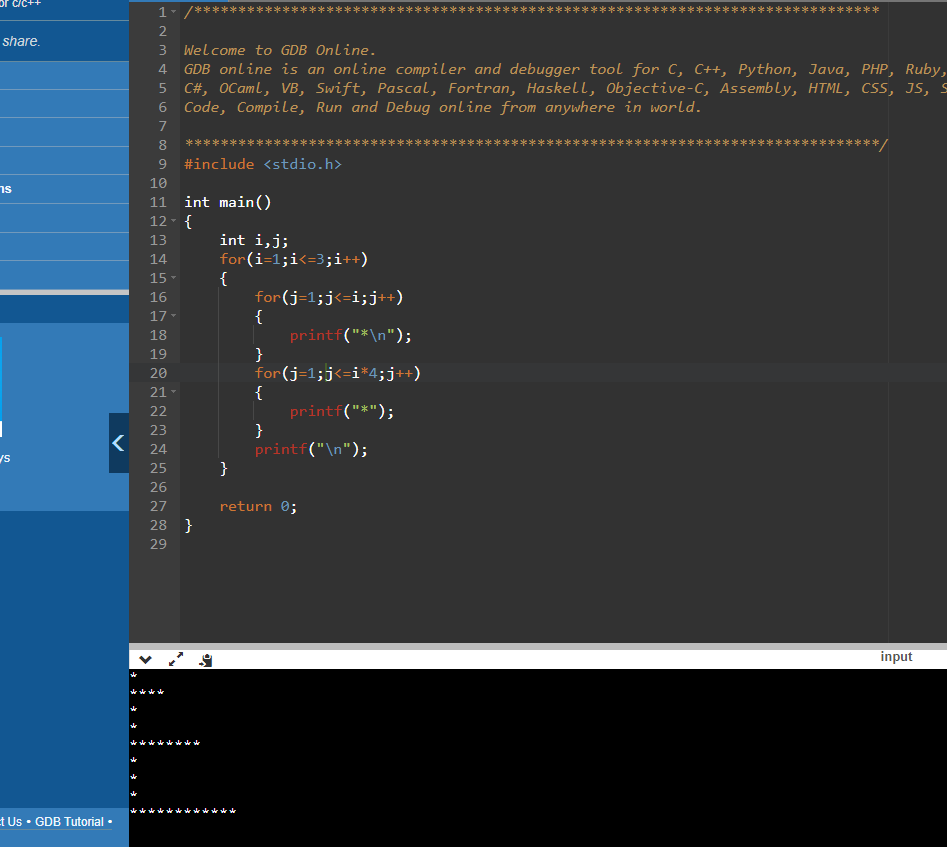 or c/c++
share.
ns
ys
ct Us • GDB Tutorial •
1 /******************************************************************************
2
3 Welcome to GDB Online.
4 GDB online is an online compiler and debugger tool for C, C++, Python, Java, PHP, Ruby,
5 C#, OCaml, VB, Swift, Pascal, Fortran, Haskell, Objective-C, Assembly, HTML, CSS, JS,
6 Code, Compile, Run and Debug online from anywhere in world.
7
8 *******************************************************************************/
9 #include <stdio.h>
10
11 int main()
12 {
13     int i,j;
14     for(i=1;i<=3;i++)
15     {
16         for(j=1;j<=i;j++)
17         {
18             printf("*\n");
19         }
20         for(j=1;j<=i*4;j++)
21         {
22             printf("*");
23         }
24         printf("\n");
25     }
26
27     return 0;
28 }
29
input
*
****
*
*
********
*
*
*
************